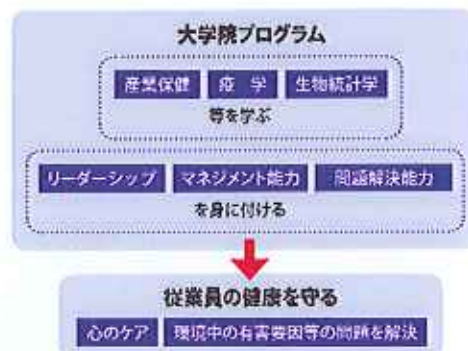 大学院プログラム
産業保健 疫学 生物統計学
等を学ぶ
リーダーシップ マネジメント能力 問題解決能力
を身に付ける
従業員の健康を守る
心のケア 環境中の有害要因等の問題を解決